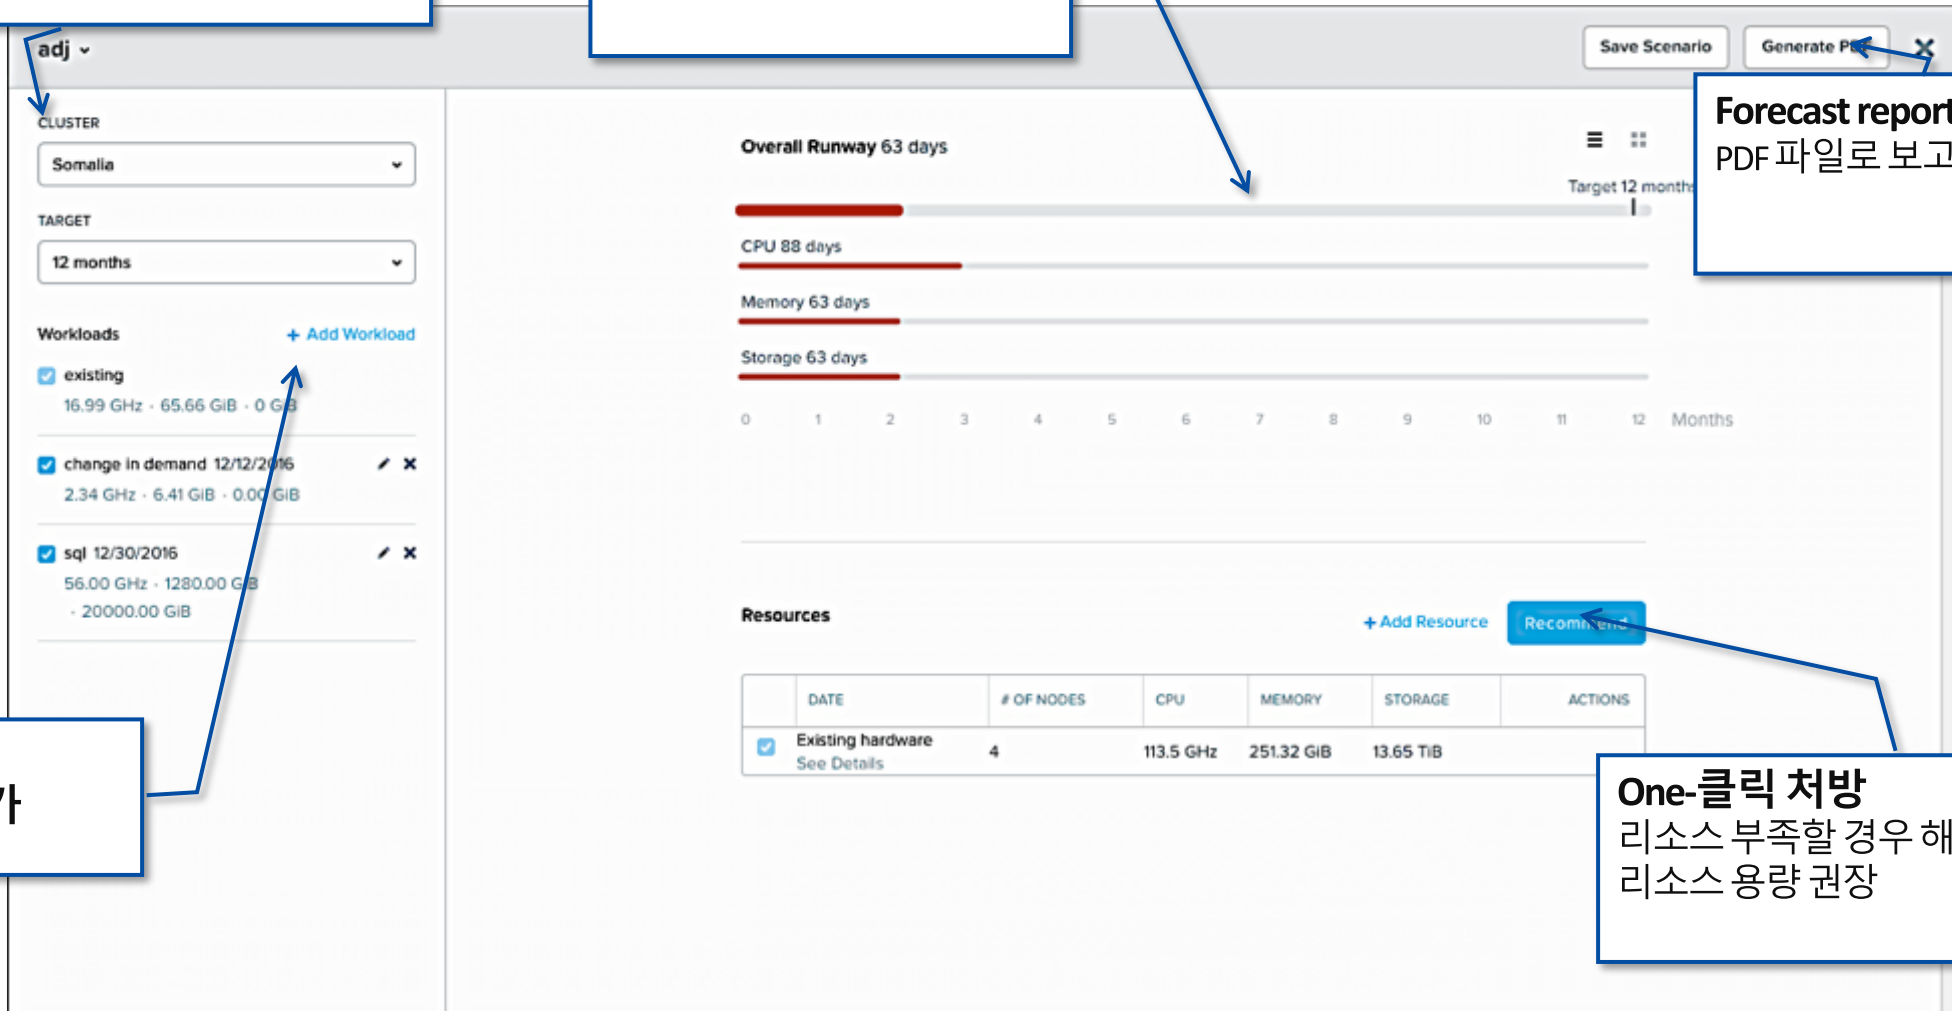 adj
Save Scenario
Generate PDF
Forecast report
PDF 파일로 보고
CLUSTER
Somalia
TARGET
12 months
Workloads
+ Add Workload
existing
16.99 GHz · 65.66 GiB · 0 GiB
change in demand 12/12/2016
2.34 GHz · 6.41 GiB · 0.00 GiB
sql 12/30/2016
56.00 GHz · 1280.00 GiB
· 20000.00 GiB
가
Overall Runway 63 days
Target 12 months
CPU 88 days
Memory 63 days
Storage 63 days
0 1 2 3 4 5 6 7 8 9 10 11 12 Months
Resources
+ Add Resource
Recommend
DATE # OF NODES CPU MEMORY STORAGE ACTIONS
Existing hardware 4 113.5 GHz 251.32 GiB 13.65 TiB
See Details
One-클릭 처방
리소스 부족할 경우 해
리소스 용량 권장